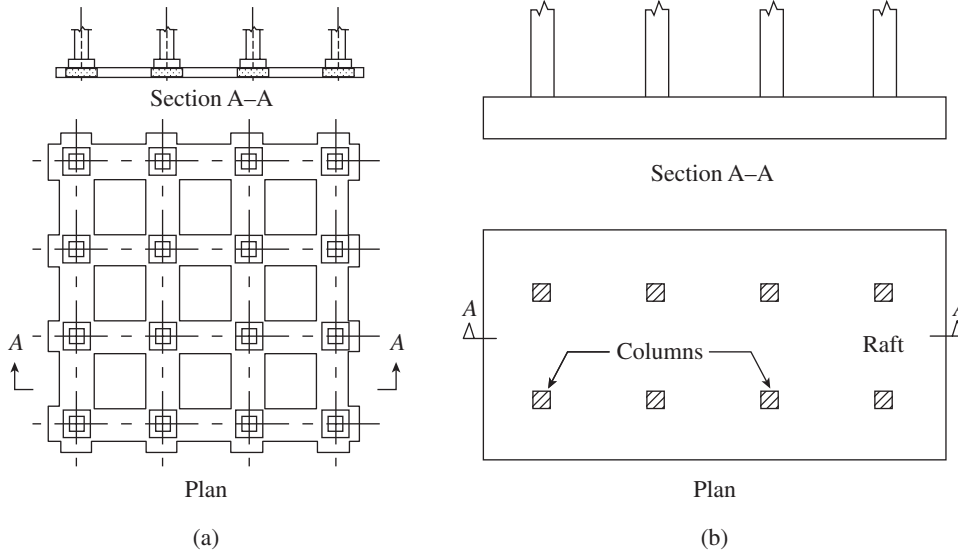 Section A–A
A
A
Plan
(a)
Section A–A
A
A
Columns
Raft
Plan
(b)